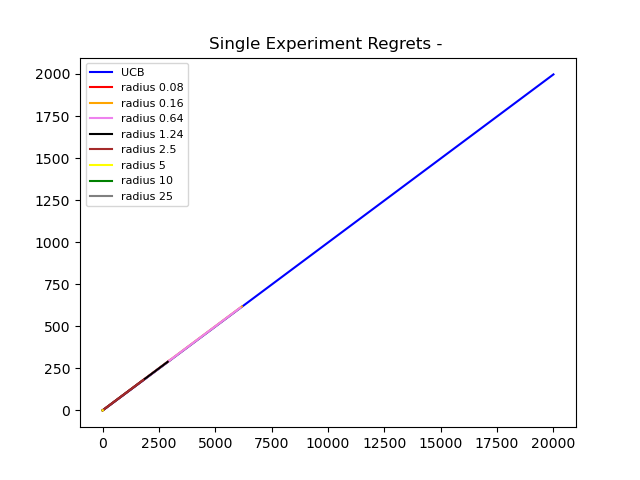 Single Experiment Regrets -
UCB
radius 0.08
radius 0.16
radius 0.64
radius 1.24
radius 2.5
radius 5
radius 10
radius 25
2000
1750
1500
1250
1000
750
500
250
0
0 2500 5000 7500 10000 12500 15000 17500 20000